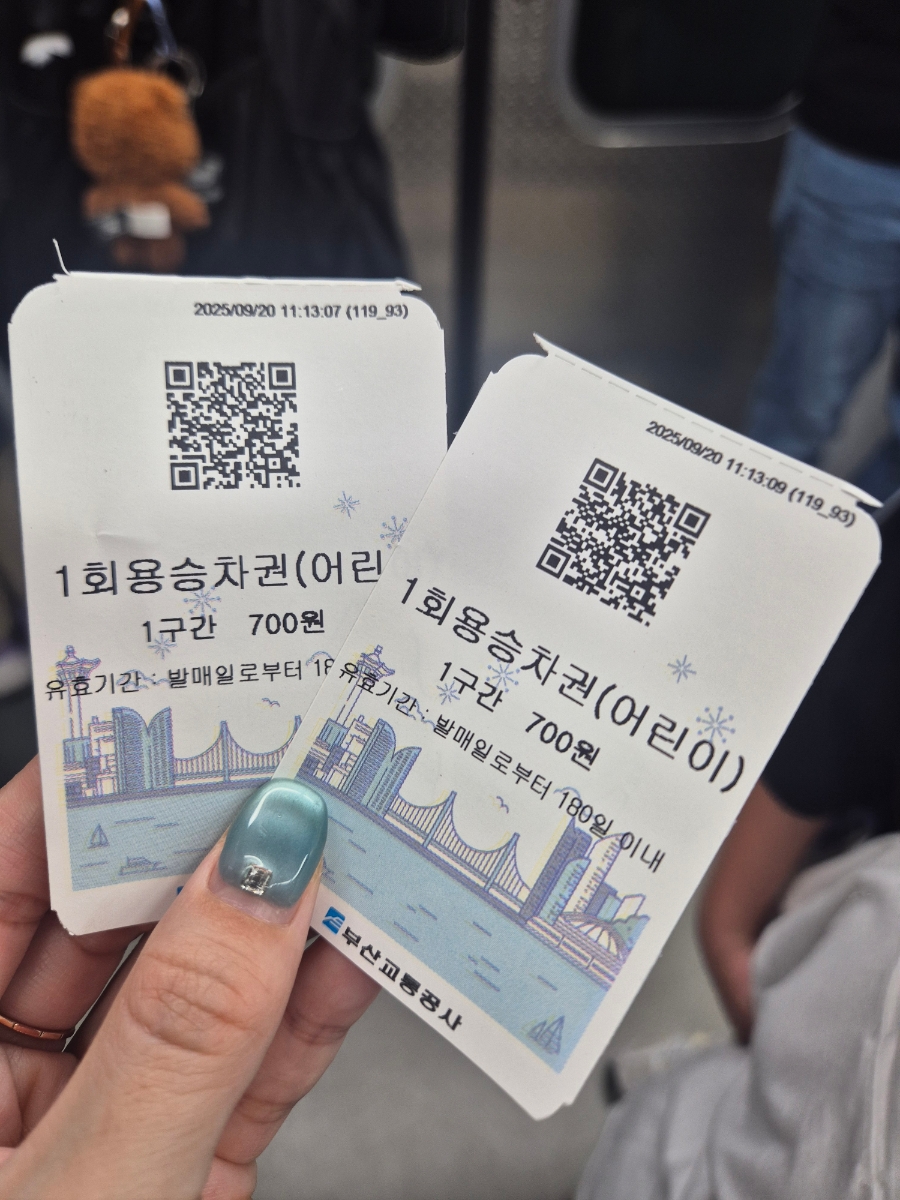 2025/09/20 11:13:07 (119_93)
1회용승차권(어린
1구간 700원
유효기간 : 발매일로부터 18
2025/09/20 11:13:09 (119_93)
1회용승차권(어린이)
1구간 700원
유효기간 : 발매일로부터 180일 이내
부산교통공사